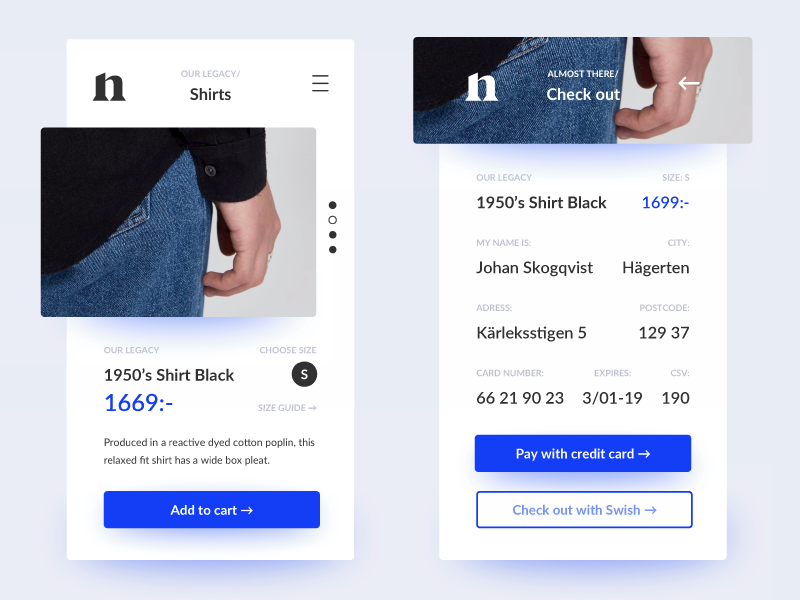 n
OUR LEGACY/
Shirts
OUR LEGACY
CHOOSE SIZE
1950’s Shirt Black
S
1669:-
SIZE GUIDE →
Produced in a reactive dyed cotton poplin, this
relaxed fit shirt has a wide box pleat.
Add to cart →
n
ALMOST THERE/
Check out
←
OUR LEGACY
SIZE: S
1950’s Shirt Black
1699:-
MY NAME IS:
CITY:
Johan Skogqvist
Hägerten
ADRESS:
POSTCODE:
Kärleksstigen 5
129 37
CARD NUMBER:
EXPIRES:
CSV:
66 21 90 23
3/01-19
190
Pay with credit card →
Check out with Swish →